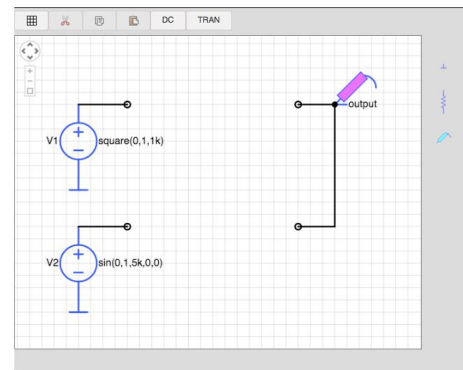 DC TRAN
output
V1 square(0,1,1k)
V2 sin(0,1,5k,0,0)